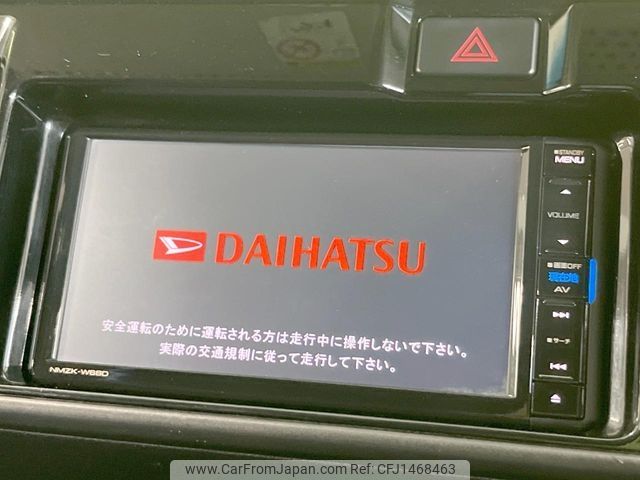 STANDBY
MENU
VOLUME
画面OFF
現在地
AV
サーチ
DAIHATSU
安全運転のために運転される方は走行中に操作しないで下さい。
実際の交通規制に従って走行して下さい。
NMZK-W68D
www.CarFromJapan.com - CFJ1468463